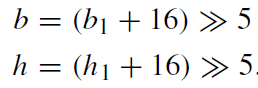 b = (b₁ + 16) ≫ 5
h = (h₁ + 16) ≫ 5.